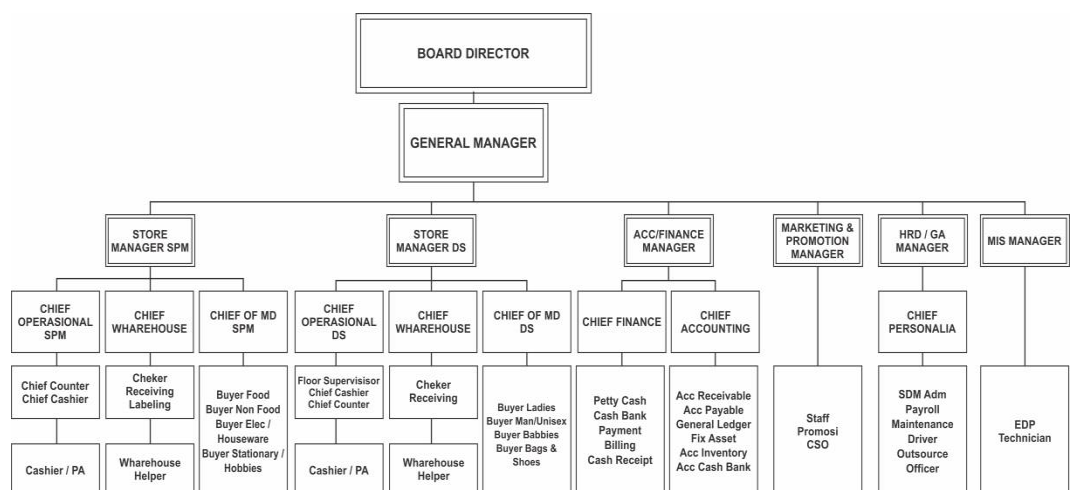 BOARD DIRECTOR
GENERAL MANAGER
STORE
MANAGER SPM
STORE
MANAGER DS
ACC/FINANCE
MANAGER
MARKETING &
PROMOTION
MANAGER
HRD / GA
MANAGER
MIS MANAGER
CHIEF
OPERASIONAL
SPM
CHIEF
WHAREHOUSE
CHIEF OF MD
SPM
CHIEF
OPERASIONAL
DS
CHIEF
WHAREHOUSE
CHIEF OF MD
DS
CHIEF FINANCE
CHIEF
ACCOUNTING
CHIEF
PERSONALIA
Chief Counter
Chief Cashier
Cheker
Receiving
Labeling
Buyer Food
Buyer Non Food
Buyer Elec /
Houseware
Buyer Stationary /
Hobbies
Floor Supervisisor
Chief Cashier
Chief Counter
Cheker
Receiving
Buyer Ladies
Buyer Man/Unisex
Buyer Babbies
Buyer Bags &
Shoes
Petty Cash
Cash Bank
Payment
Billing
Cash Receipt
Acc Receivable
Acc Payable
General Ledger
Fix Asset
Acc Inventory
Acc Cash Bank
Staff
Promosi
CSO
SDM Adm
Payroll
Maintenance
Driver
Outsource
Officer
EDP
Technician
Cashier / PA
Wharehouse
Helper
Cashier / PA
Wharehouse
Helper